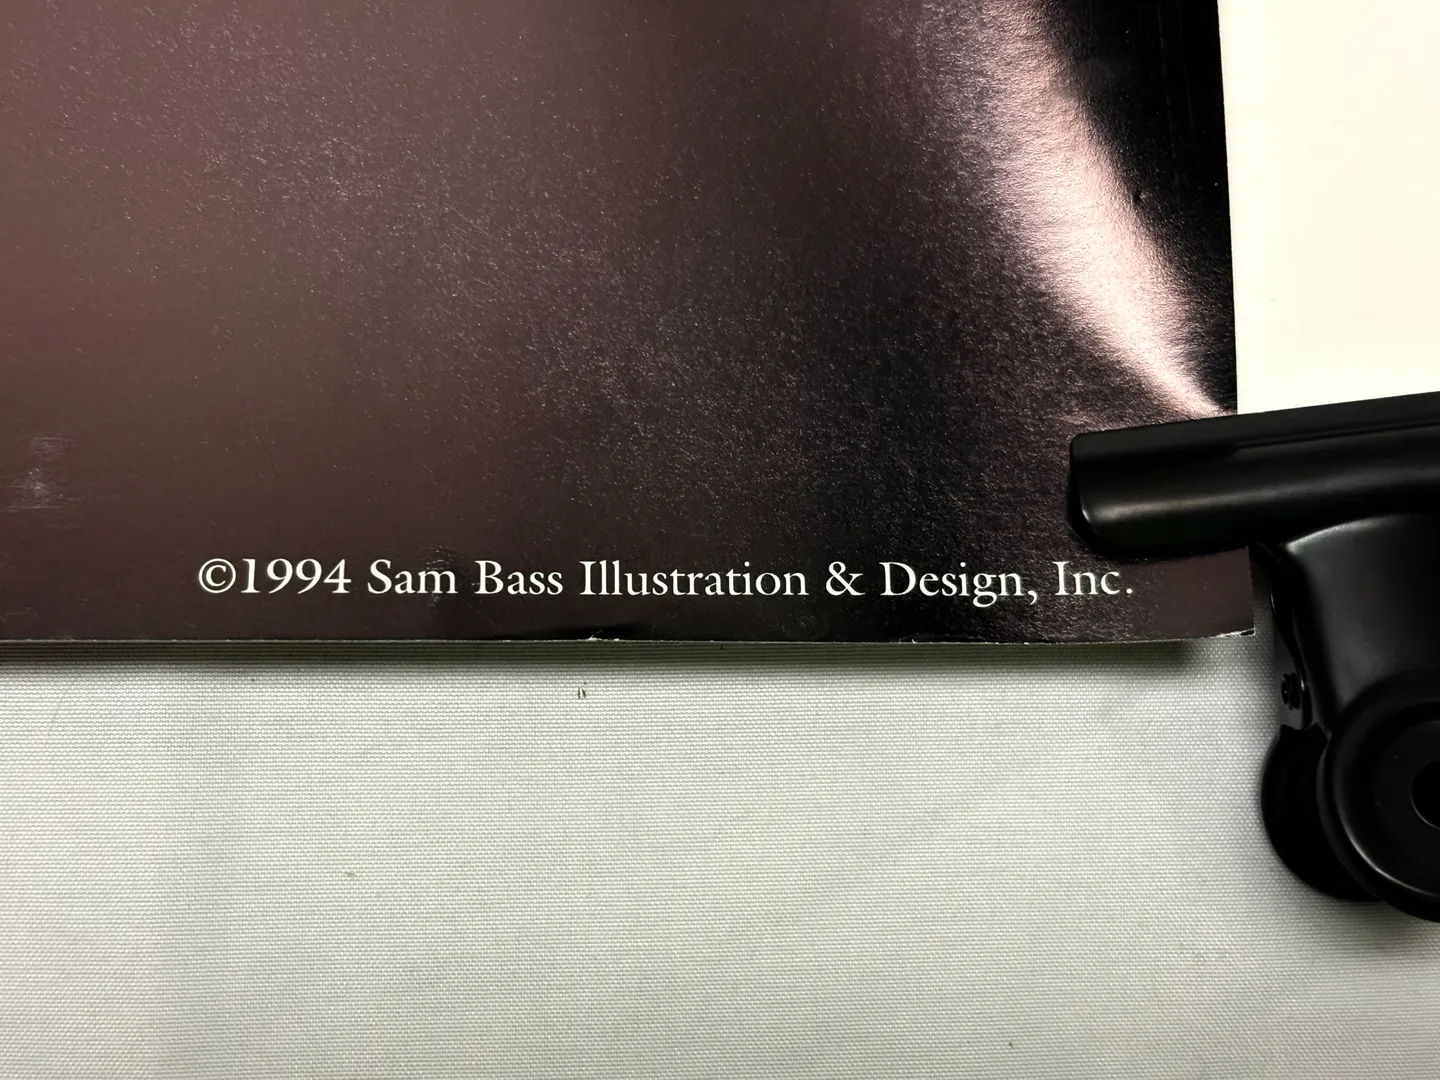 ©1994 Sam Bass Illustration & Design, Inc.